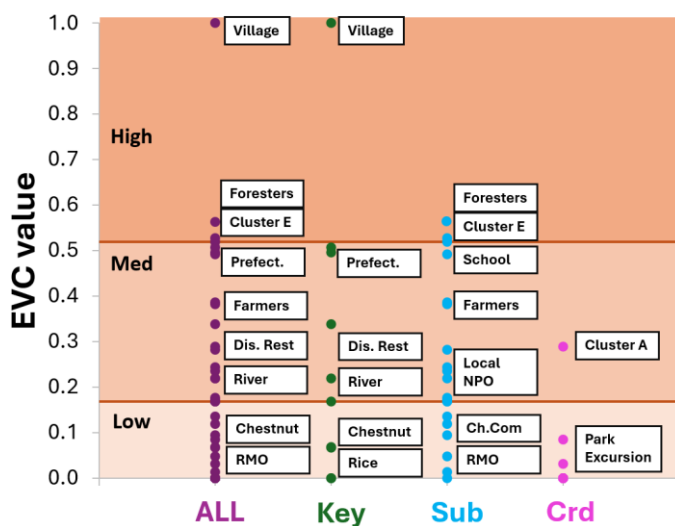 EVC value
1.0
0.9
0.8
0.7
0.6
0.5
0.4
0.3
0.2
0.1
0.0
High
Med
Low
Village
Foresters
Cluster E
Prefect.
Farmers
Dis. Rest
River
Chestnut
RMO
Village
Prefect.
Dis. Rest
River
Chestnut
Rice
Foresters
Cluster E
School
Farmers
Local
NPO
Ch.Com
RMO
Cluster A
Park
Excursion
ALL
Key
Sub
Crd